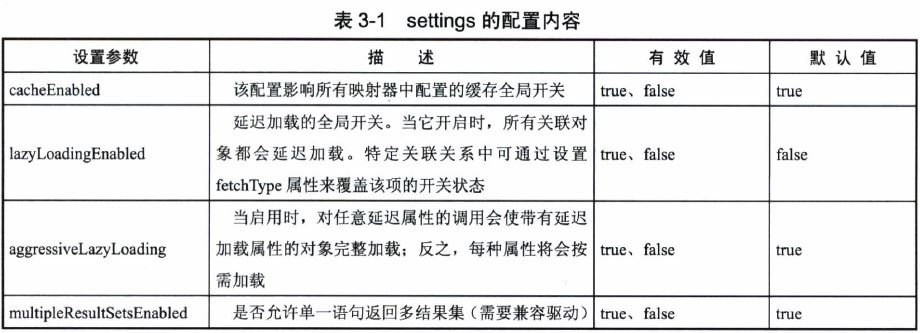 表 3-1 settings 的配置内容
设置参数 描 述 有 效 值 默 认 值
cacheEnabled 该配置影响所有映射器中配置的缓存全局开关 true、false true
延迟加载的全局开关。当它开启时，所有关联对
lazyLoadingEnabled 象都会延迟加载。特定关联关系中可通过设置 true、false false
fetchType 属性来覆盖该项的开关状态
当启用时，对任意延迟属性的调用会使带有延迟
aggressiveLazyLoading 加载属性的对象完整加载；反之，每种属性将会按 true、false true
需加载
multipleResultSetsEnabled 是否允许单一语句返回多结果集（需要兼容驱动） true、false true